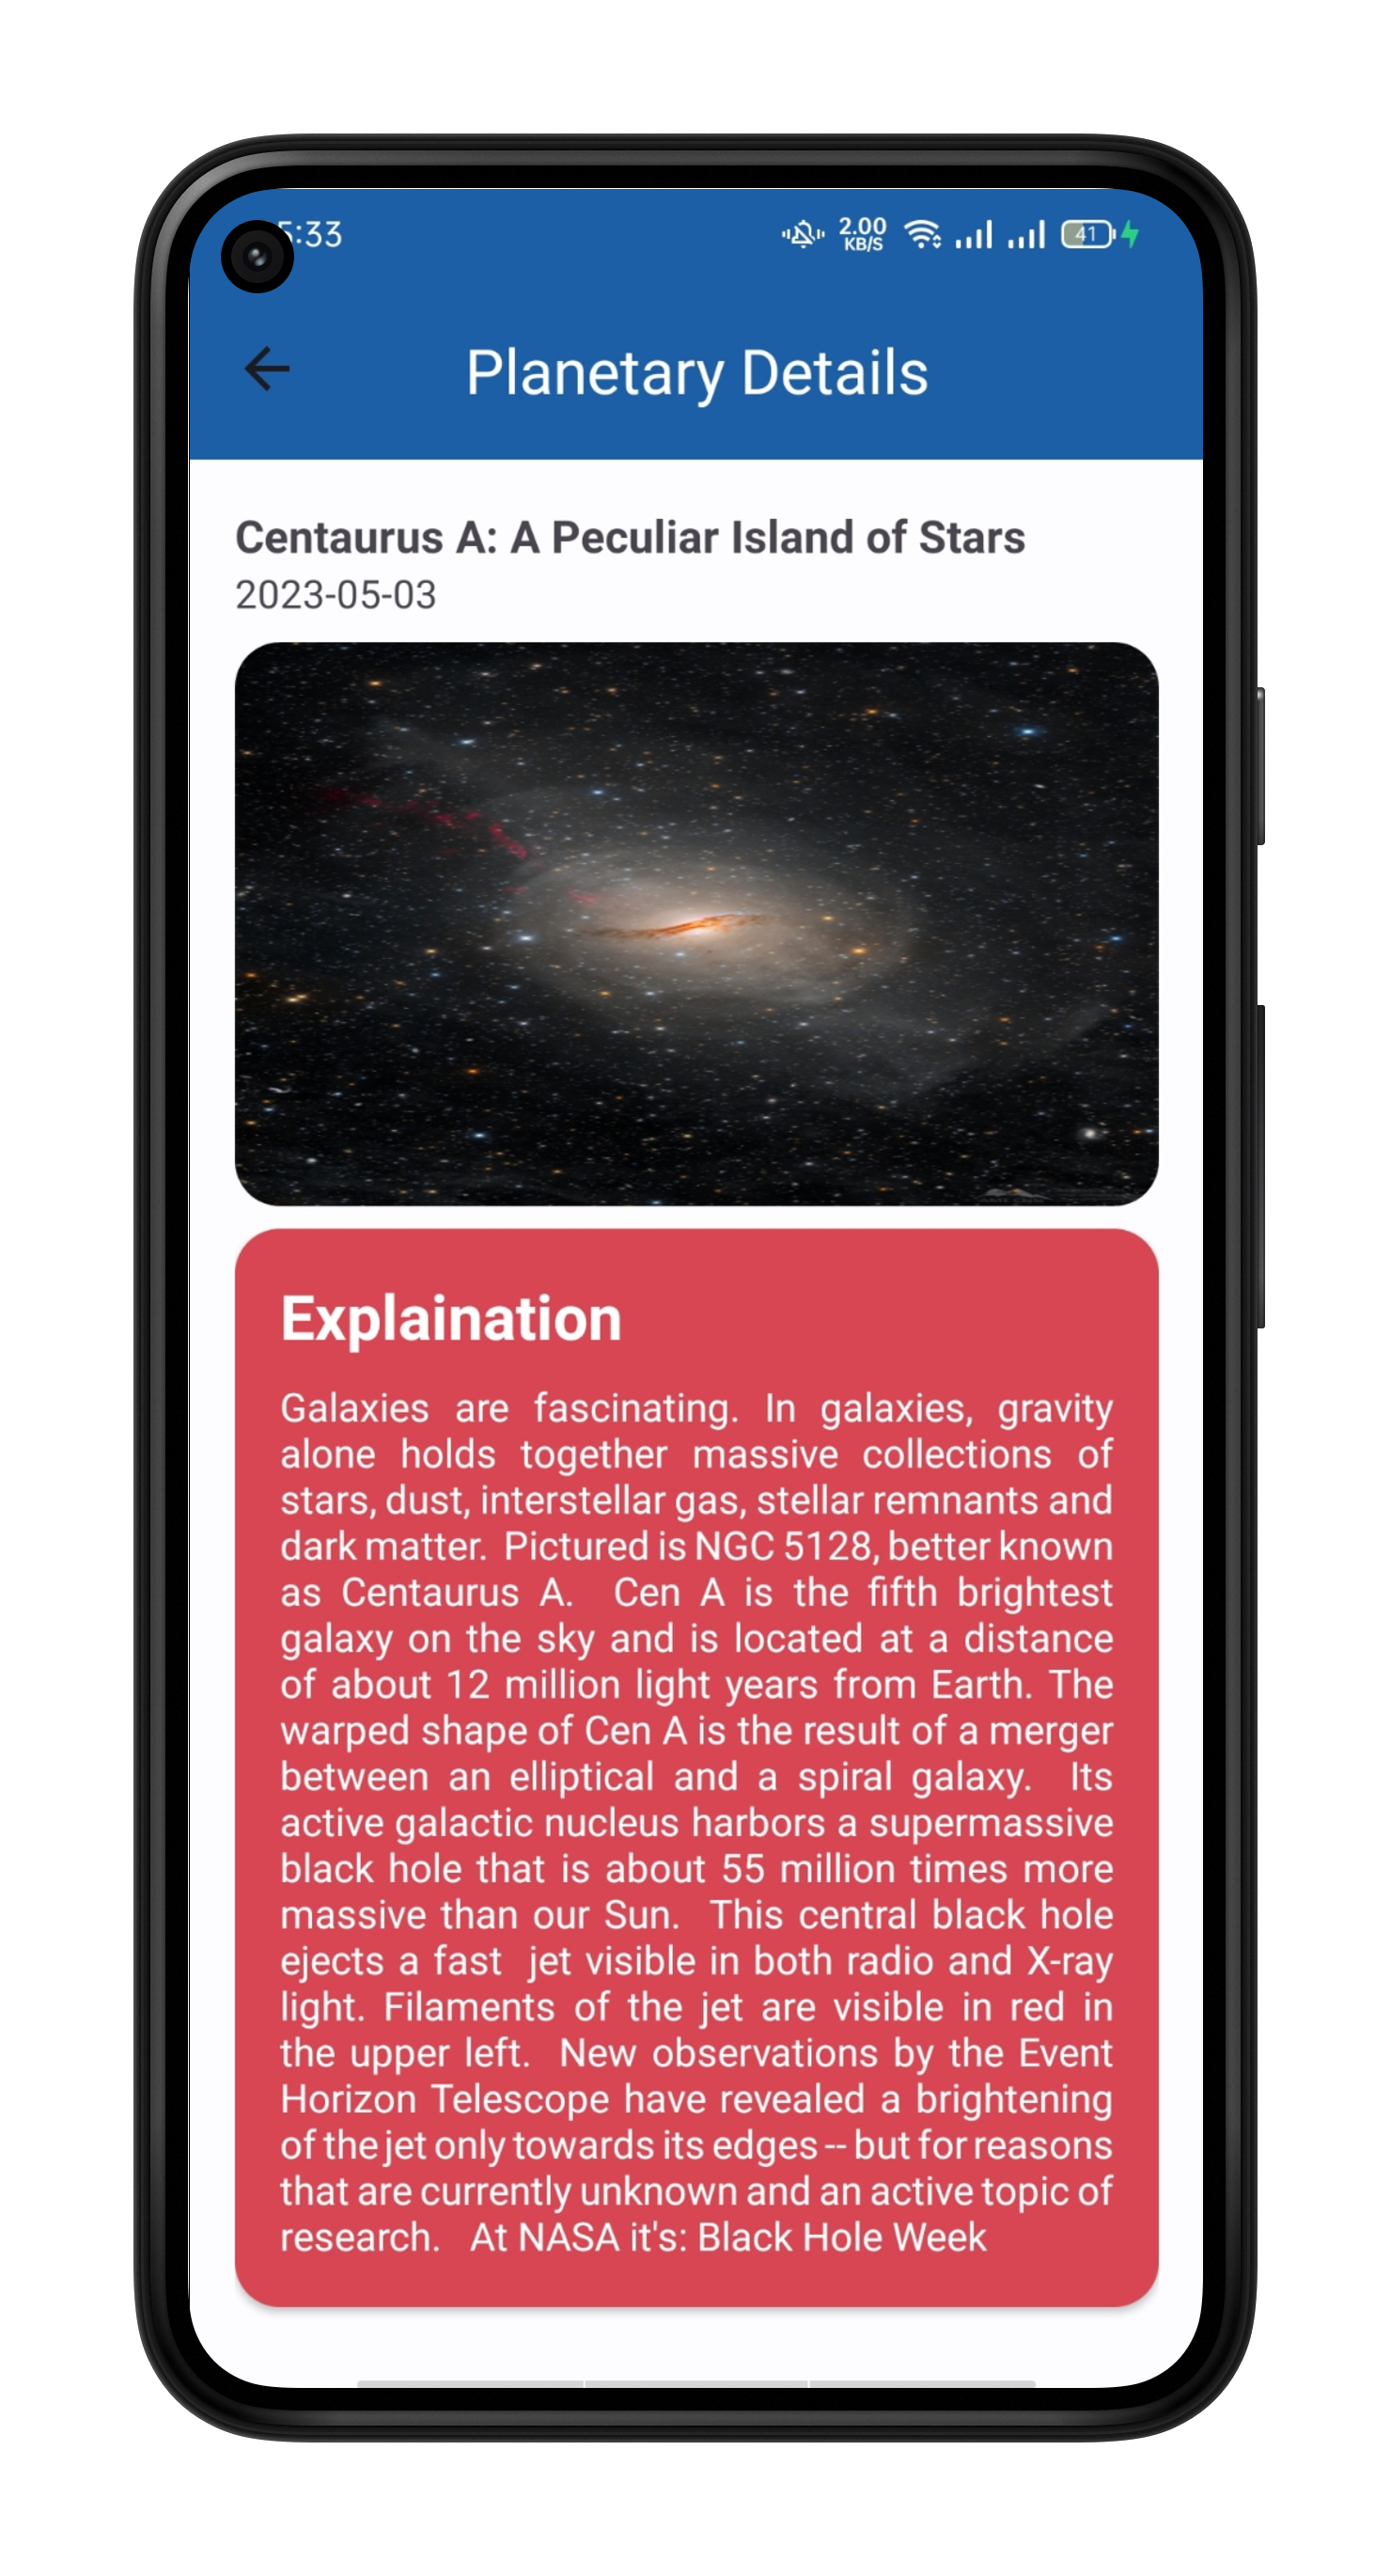 5:33
2.00
KB/S
41
Planetary Details
Centaurus A: A Peculiar Island of Stars
2023-05-03
Explaination
Galaxies are fascinating. In galaxies, gravity
alone holds together massive collections of
stars, dust, interstellar gas, stellar remnants and
dark matter. Pictured is NGC 5128, better known
as Centaurus A. Cen A is the fifth brightest
galaxy on the sky and is located at a distance
of about 12 million light years from Earth. The
warped shape of Cen A is the result of a merger
between an elliptical and a spiral galaxy. Its
active galactic nucleus harbors a supermassive
black hole that is about 55 million times more
massive than our Sun. This central black hole
ejects a fast jet visible in both radio and X-ray
light. Filaments of the jet are visible in red in
the upper left. New observations by the Event
Horizon Telescope have revealed a brightening
of the jet only towards its edges -- but for reasons
that are currently unknown and an active topic of
research. At NASA it's: Black Hole Week